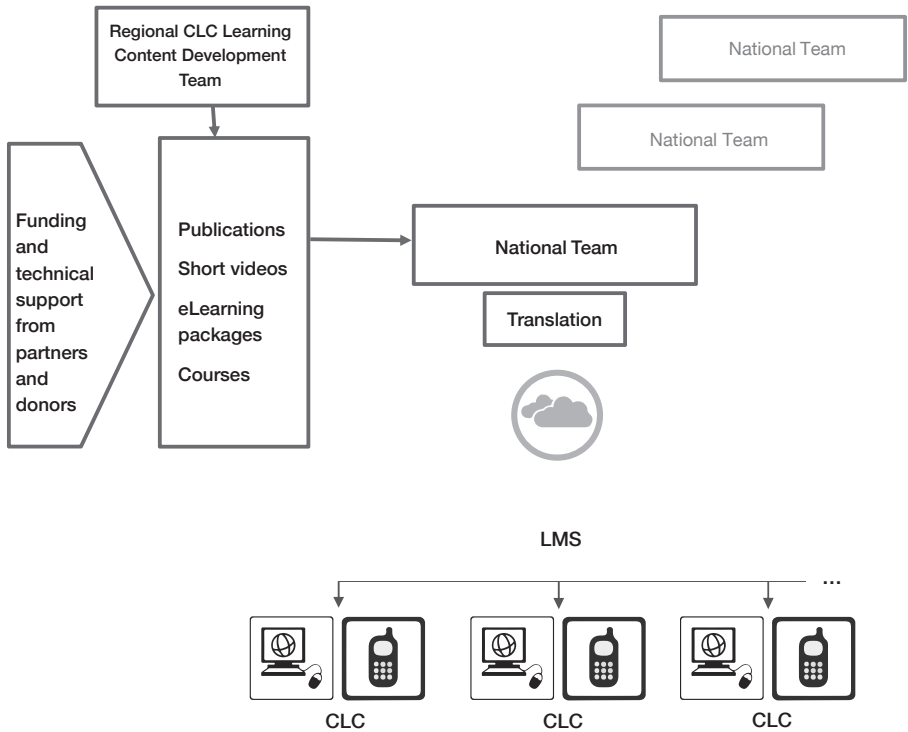 Regional CLC Learning
Content Development
Team
National Team
National Team
Funding
and
technical
support
from
partners
and
donors
Publications
Short videos
eLearning
packages
Courses
National Team
Translation
LMS
...
CLC
CLC
CLC